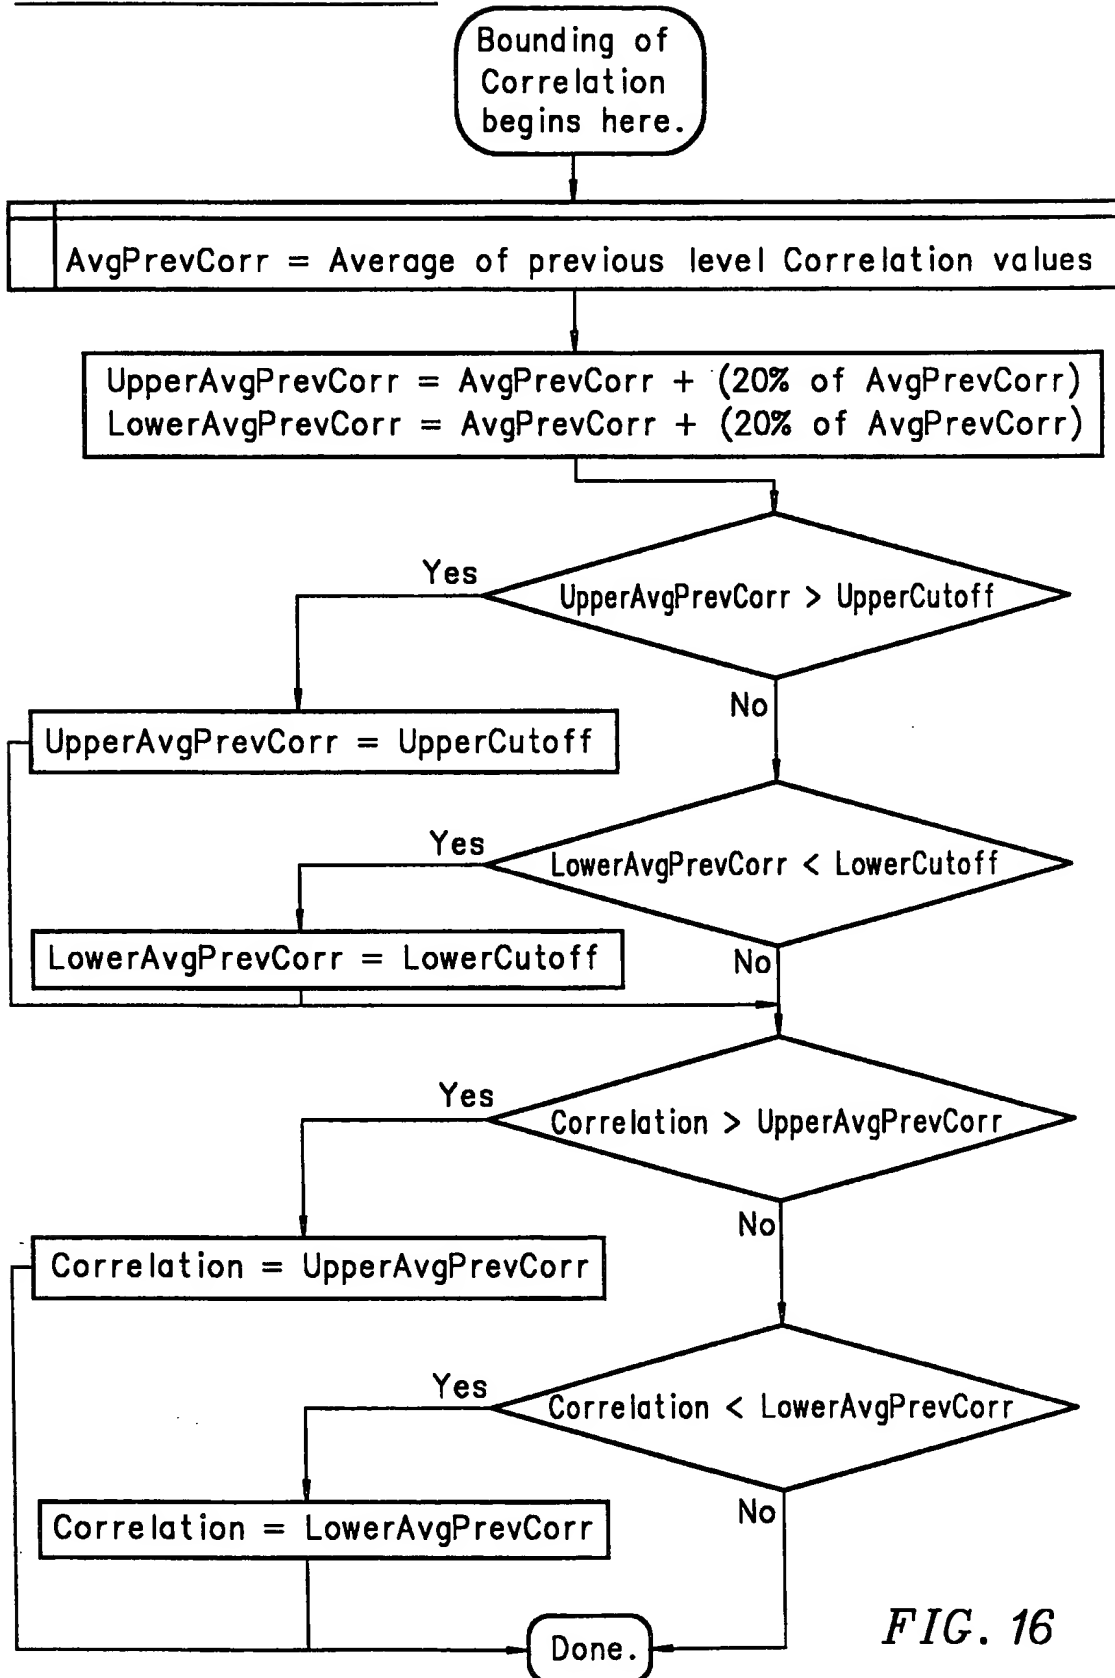 Bounding of
Correlation
begins here.
AvgPrevCorr = Average of previous level Correlation values
UpperAvgPrevCorr = AvgPrevCorr + (20% of AvgPrevCorr)
LowerAvgPrevCorr = AvgPrevCorr + (20% of AvgPrevCorr)
Yes
UpperAvgPrevCorr > UpperCutoff
No
UpperAvgPrevCorr = UpperCutoff
Yes
LowerAvgPrevCorr < LowerCutoff
LowerAvgPrevCorr = LowerCutoff
No
Yes
Correlation > UpperAvgPrevCorr
No
Correlation = UpperAvgPrevCorr
Yes
Correlation < LowerAvgPrevCorr
No
Correlation = LowerAvgPrevCorr
Done.
FIG. 16